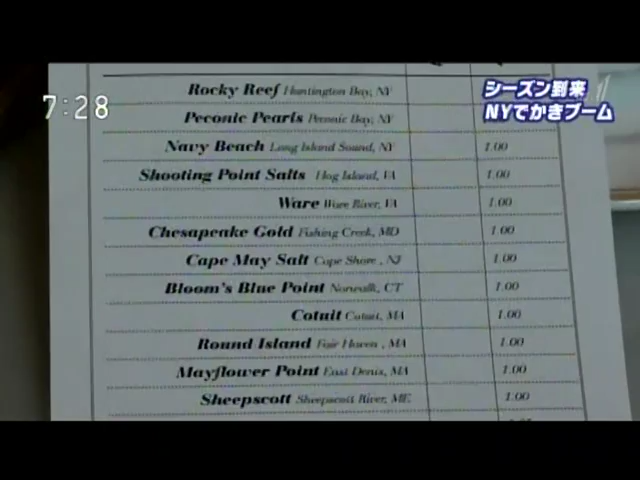 7:28
シーズン到来
NYでかきブーム
Rocky Reef Huntington Bay, NY
Peconic Pearls Peconic Bay, NY
Navy Beach Long Island Sound, NY 1.00
Shooting Point Salts Hog Island, VA 1.00
Ware Ware River, VA 1.00
Chesapeake Gold Fishing Creek, MD 1.00
Cape May Salt Cape Shore , NJ 1.00
Bloom's Blue Point Norwalk, CT 1.00
Cotuit Cotuit, MA 1.00
Round Island Fair Haven , MA 1.00
Mayflower Point East Denis, MA 1.00
Sheepscott Sheepscott River, ME 1.00